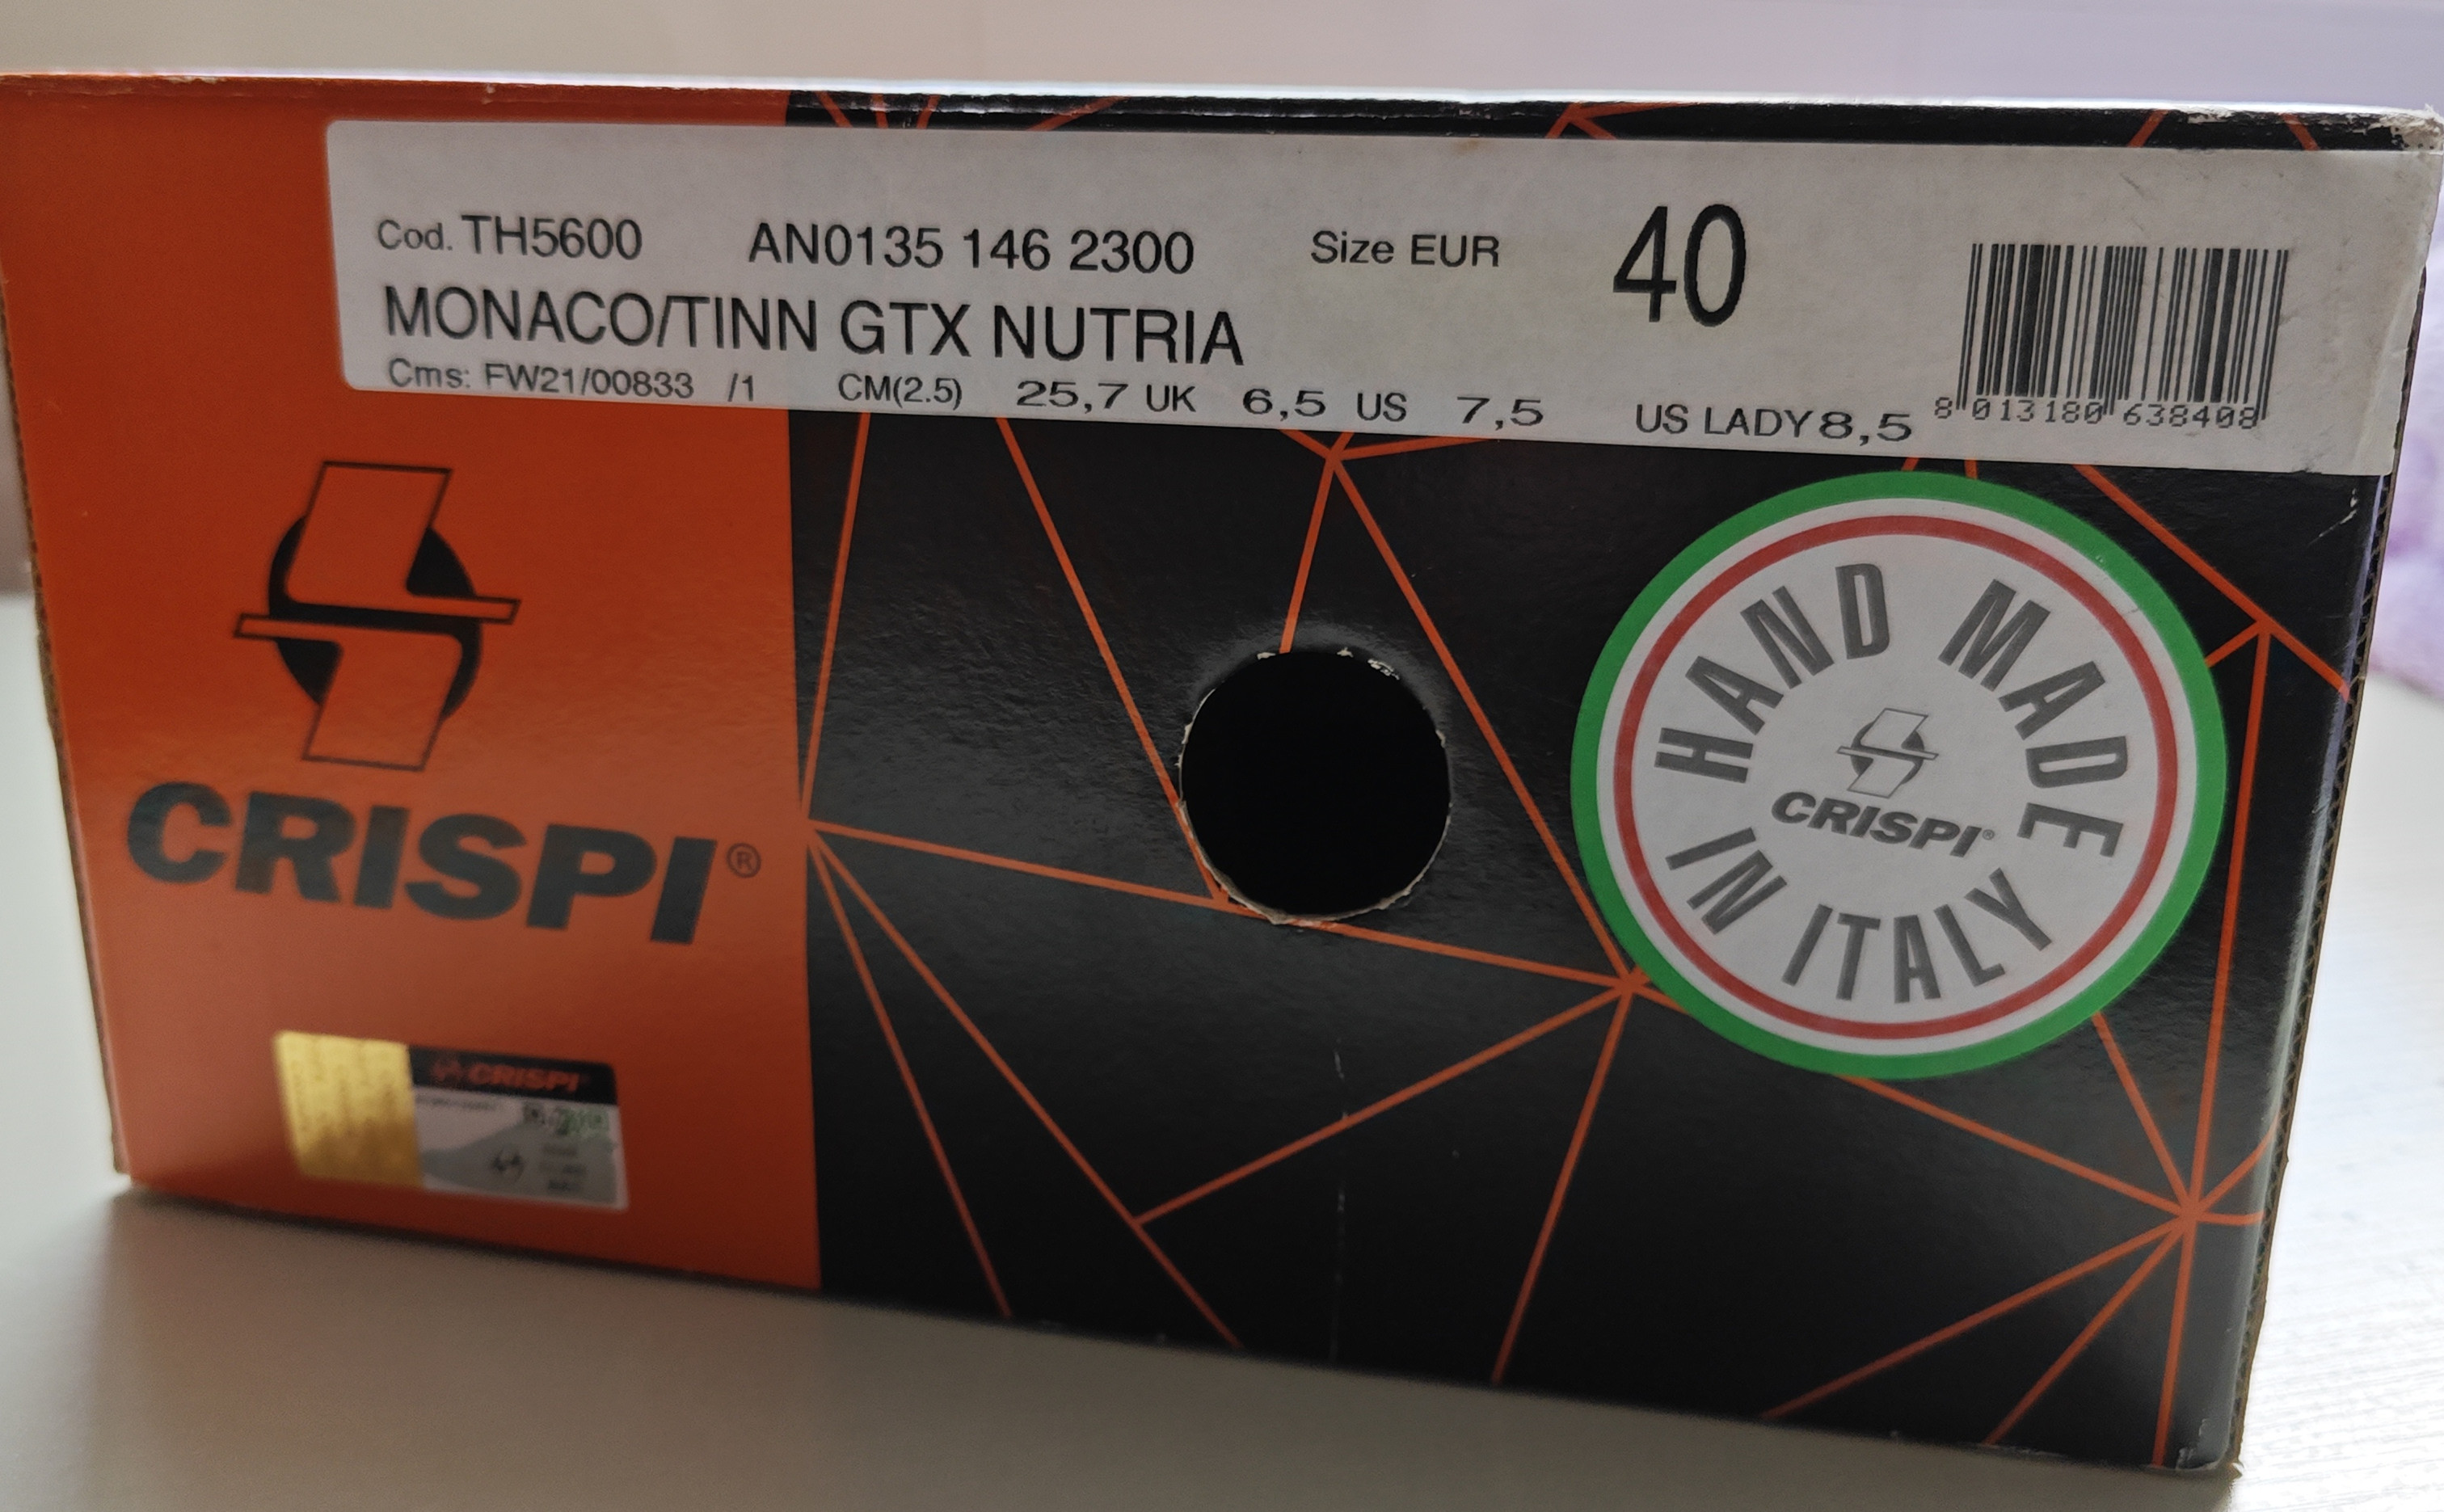 Cod. TH5600 AN0135 146 2300 Size EUR 40
MONACO/TINN GTX NUTRIA
Cms: FW21/00833 /1 CM(2.5) 25,7 UK 6,5 US 7,5 US LADY 8,5
8 013180 638408
CRISPI®
HAND MADE
CRISPI®
IN ITALY
CRISPI